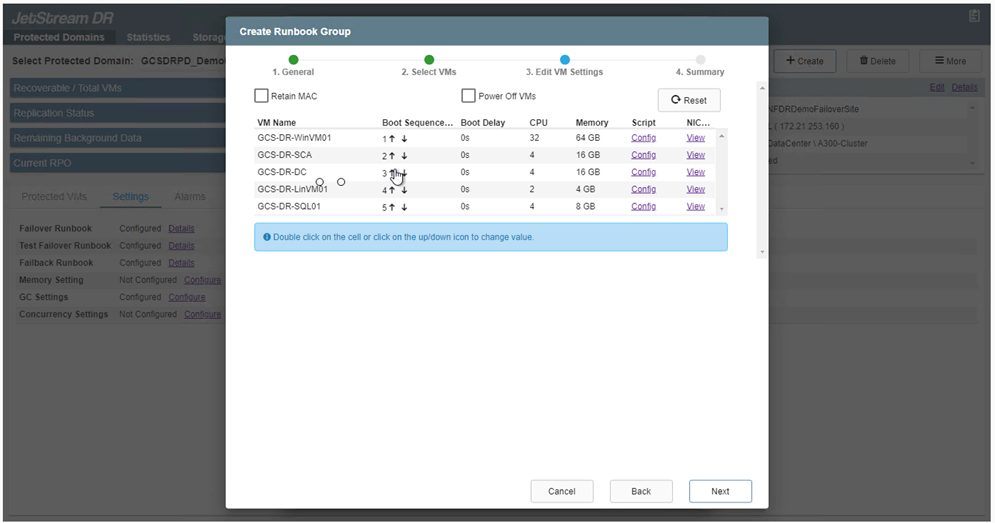 JetStream DR
Protected Domains Statistics Storag
Select Protected Domain: GCSDRPD_Demo
Create Delete More
Recoverable / Total VMs
Edit Details
Replication Status
NFDRDemoFailoverSite
( 172.21.253.160 )
Remaining Background Data
DataCenter \ A300-Cluster
Current RPO
Protected VMs Settings Alarms
Failover Runbook Configured Details
Test Failover Runbook Configured Details
Failback Runbook Configured Details
Memory Setting Not Configured Configure
GC Settings Configured Configure
Concurrency Settings Not Configured Configure
Create Runbook Group
1. General 2. Select VMs 3. Edit VM Settings 4. Summary
Retain MAC Power Off VMs Reset
VM Name Boot Sequence... Boot Delay CPU Memory Script NIC...
GCS-DR-WinVM01 1 0s 32 64 GB Config View
GCS-DR-SCA 2 0s 4 16 GB Config View
GCS-DR-DC 3 0s 4 16 GB Config View
GCS-DR-LinVM01 4 0s 2 4 GB Config View
GCS-DR-SQL01 5 0s 4 8 GB Config View
Double click on the cell or click on the up/down icon to change value.
Cancel Back Next